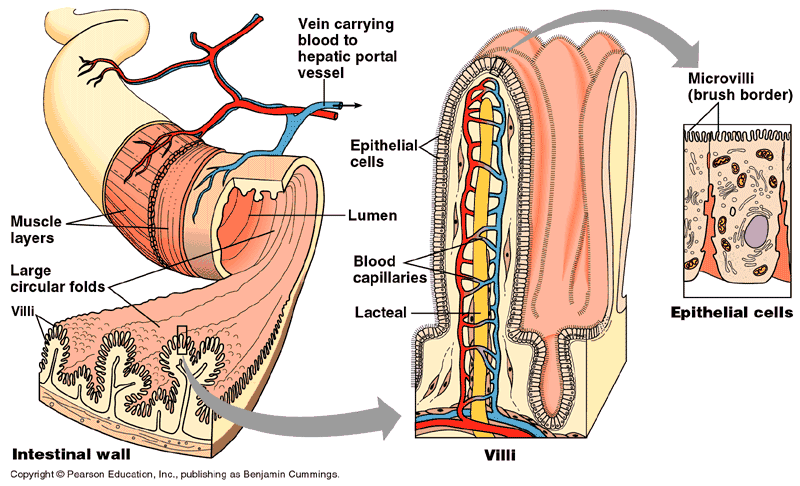 Vein carrying
blood to
hepatic portal
vessel
Muscle
layers
Large
circular folds
Villi
Lumen
Intestinal wall
Epithelial
cells
Blood
capillaries
Lacteal
Villi
Microvilli
(brush border)
Epithelial cells
Copyright © Pearson Education, Inc., publishing as Benjamin Cummings.